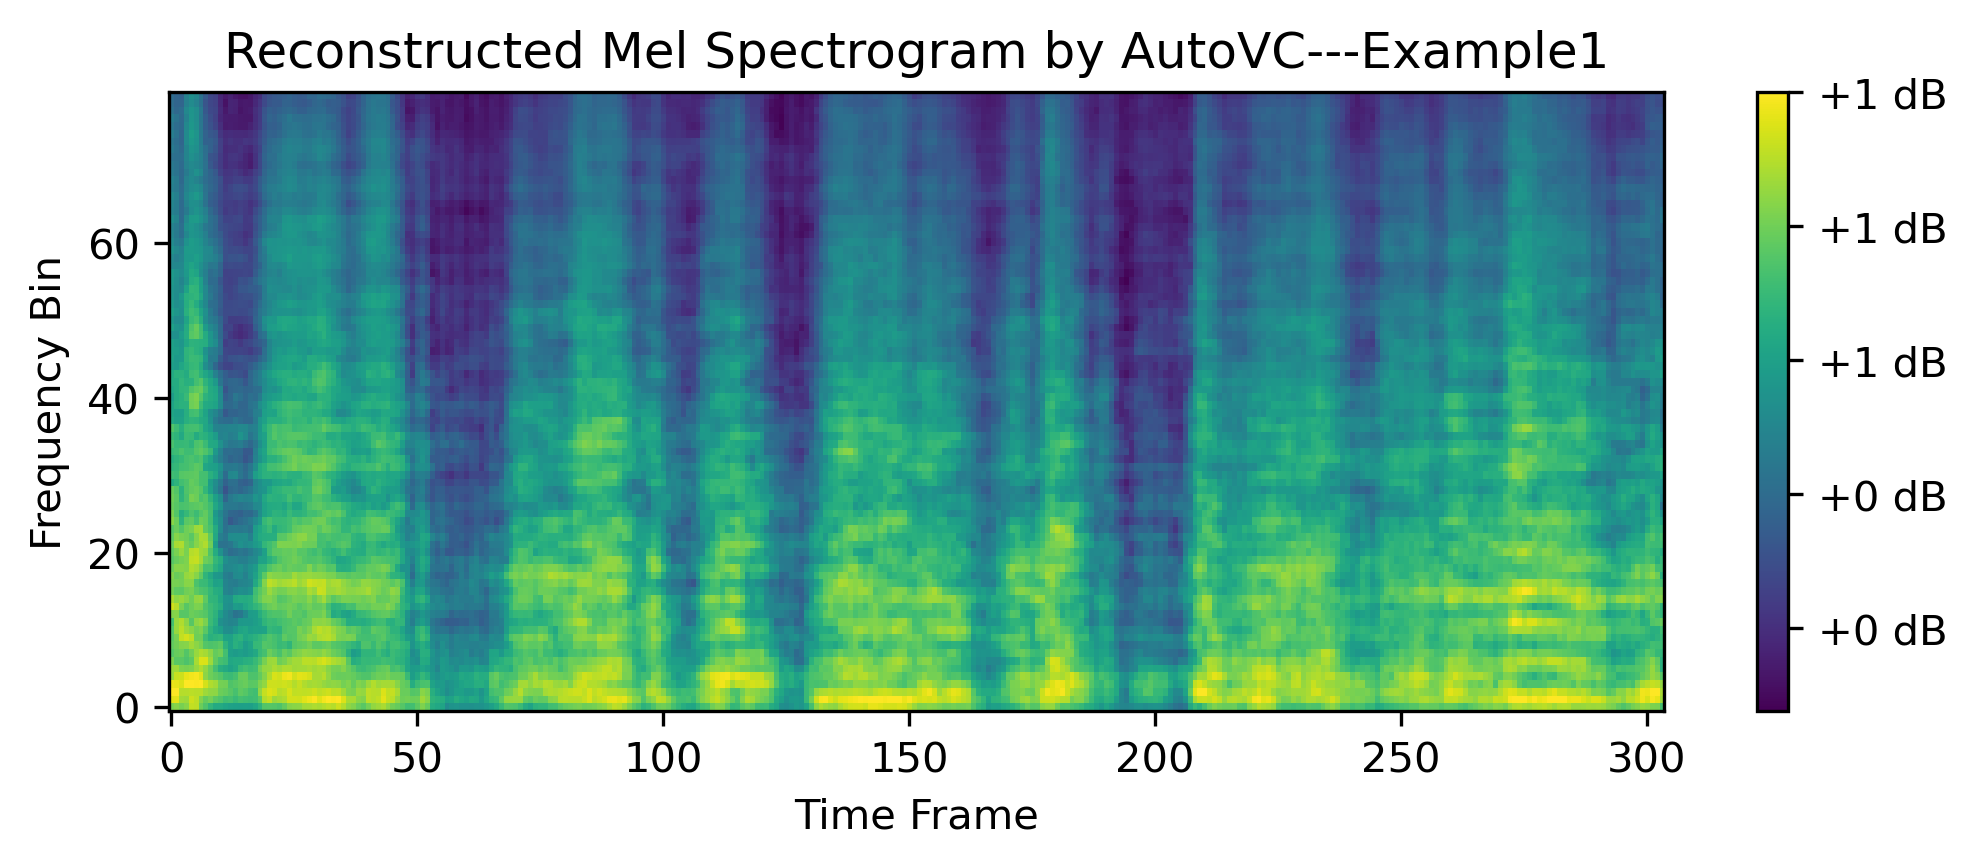 Reconstructed Mel Spectrogram by AutoVC---Example1
Frequency Bin
60
40
20
0
0 50 100 150 200 250 300
Time Frame
+1 dB
+1 dB
+1 dB
+0 dB
+0 dB